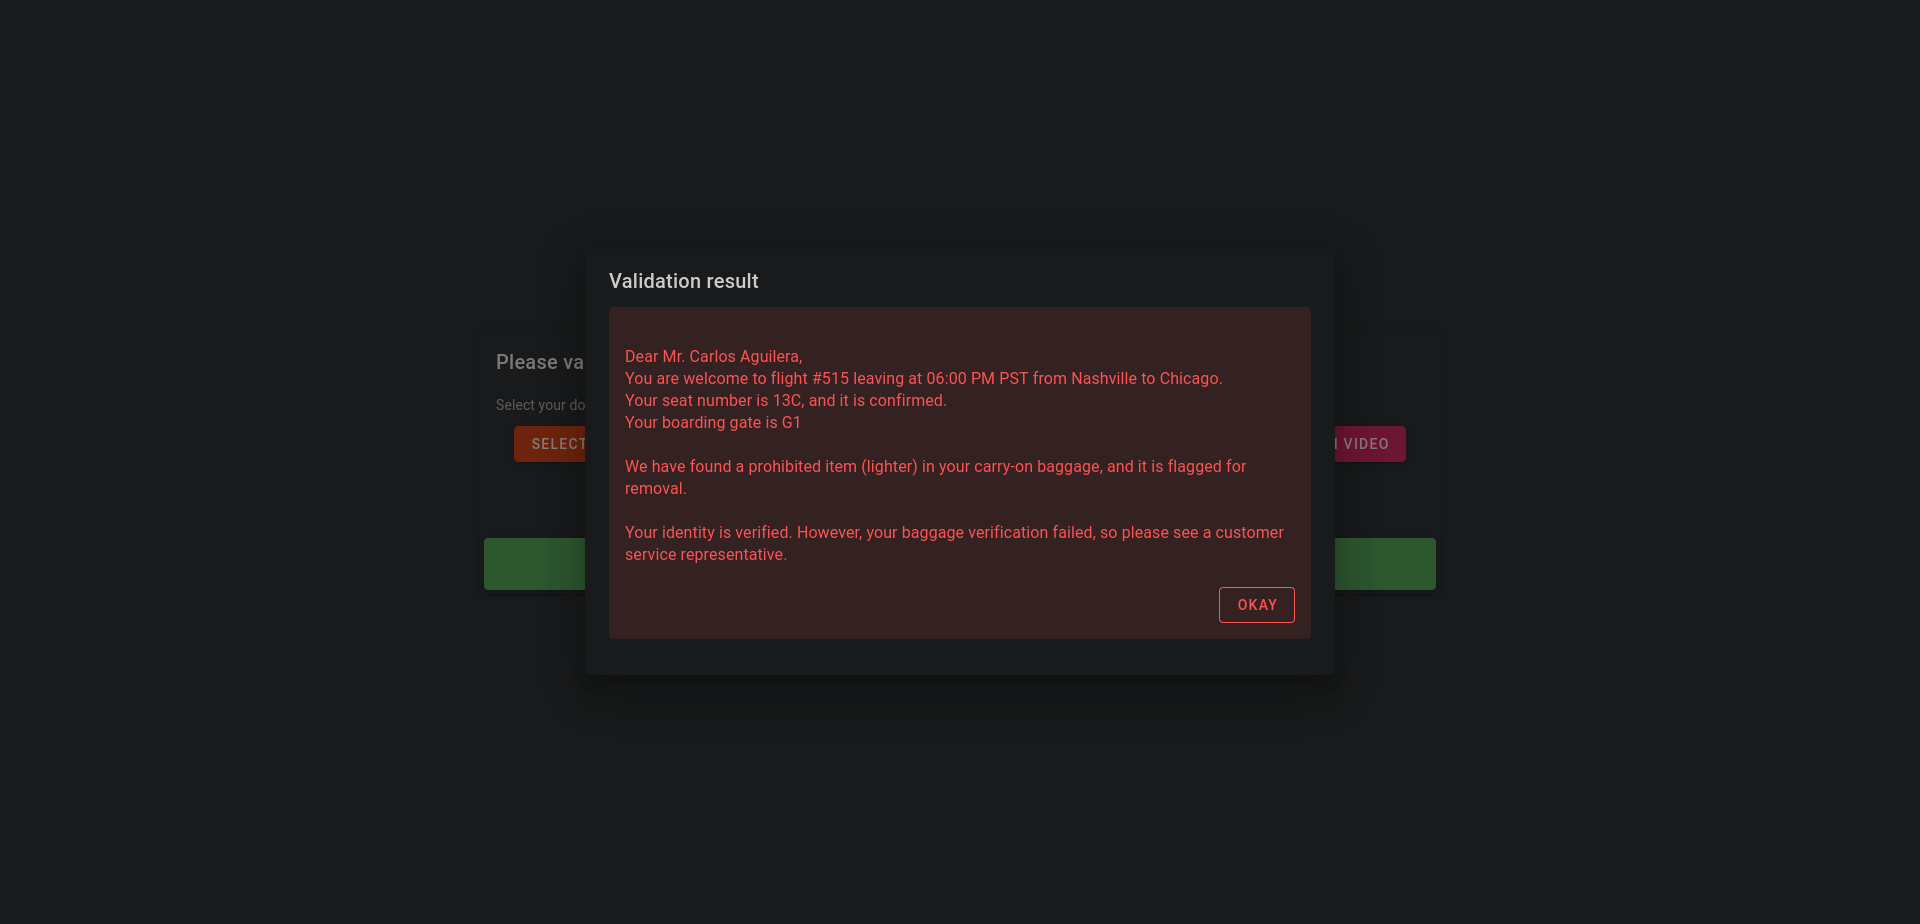 Validation result
Dear Mr. Carlos Aguilera,
You are welcome to flight #515 leaving at 06:00 PM PST from Nashville to Chicago.
Your seat number is 13C, and it is confirmed.
Your boarding gate is G1
We have found a prohibited item (lighter) in your carry-on baggage, and it is flagged for
removal.
Your identity is verified. However, your baggage verification failed, so please see a customer
service representative.
OKAY
Please va
Select your do
SELECT
VIDEO